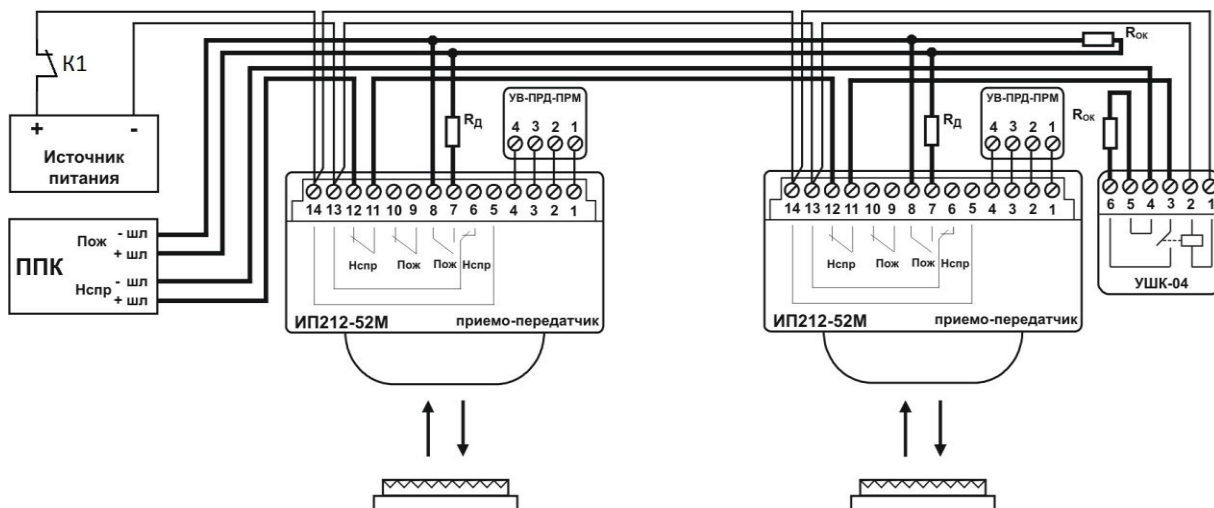 К1
+ -
Источник
питания
ППК
Пож
- шл
+ шл
Нспр
- шл
+ шл
RД
УВ-ПРД-ПРМ
4 3 2 1
14 13 12 11 10 9 8 7 6 5 4 3 2 1
Нспр Пож Пож Нспр
ИП212-52М приемо-передатчик
RД
УВ-ПРД-ПРМ
4 3 2 1
14 13 12 11 10 9 8 7 6 5 4 3 2 1
Нспр Пож Пож Нспр
ИП212-52М приемо-передатчик
Rок
Rок
6 5 4 3 2 1
УШК-04